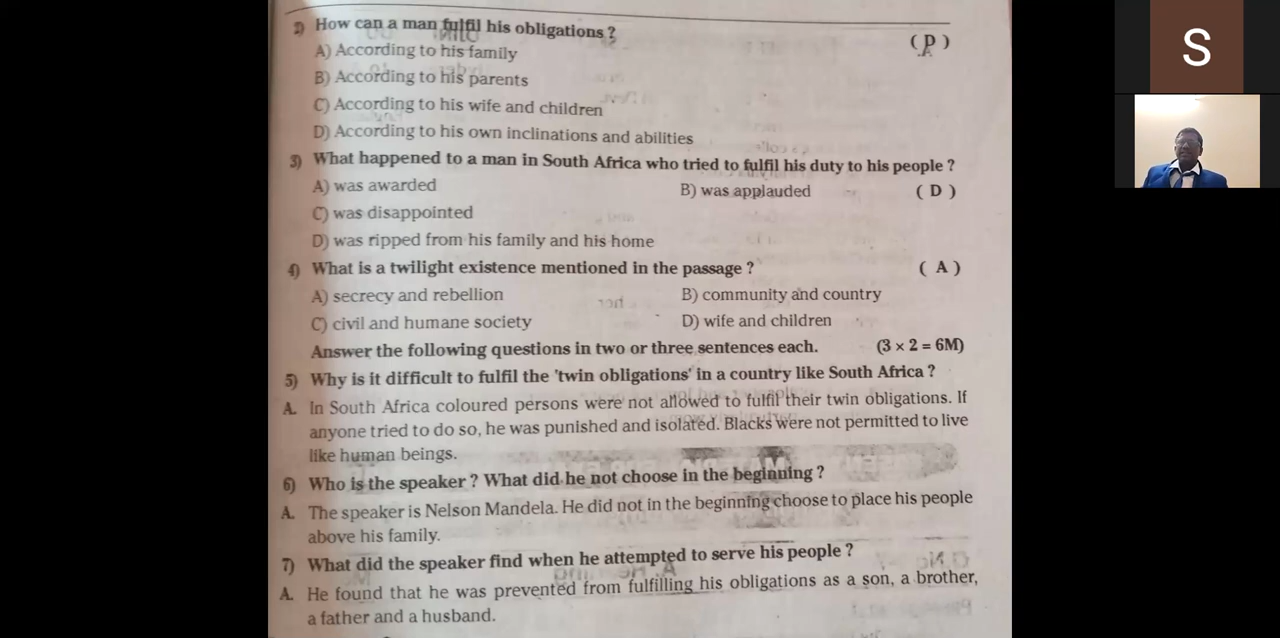 2) How can a man fulfil his obligations ? ( D )
A) According to his family
B) According to his parents
C) According to his wife and children
D) According to his own inclinations and abilities
3) What happened to a man in South Africa who tried to fulfil his duty to his people ?
A) was awarded B) was applauded ( D )
C) was disappointed
D) was ripped from his family and his home
4) What is a twilight existence mentioned in the passage ? ( A )
A) secrecy and rebellion B) community and country
C) civil and humane society D) wife and children
Answer the following questions in two or three sentences each. (3 × 2 = 6M)
5) Why is it difficult to fulfil the 'twin obligations' in a country like South Africa ?
A. In South Africa coloured persons were not allowed to fulfil their twin obligations. If
anyone tried to do so, he was punished and isolated. Blacks were not permitted to live
like human beings.
6) Who is the speaker ? What did he not choose in the beginning ?
A. The speaker is Nelson Mandela. He did not in the beginning choose to place his people
above his family.
7) What did the speaker find when he attempted to serve his people ?
A. He found that he was prevented from fulfilling his obligations as a son, a brother,
a father and a husband.
S